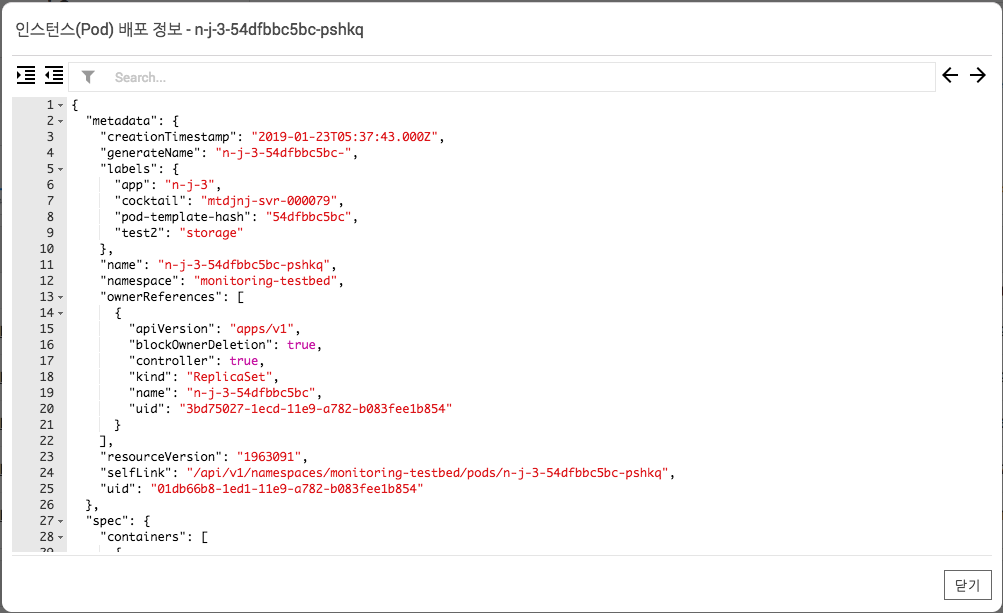 인스턴스(Pod) 배포 정보 - n-j-3-54dfbbc5bc-pshkq
Search...
1 {
2 "metadata": {
3 "creationTimestamp": "2019-01-23T05:37:43.000Z",
4 "generateName": "n-j-3-54dfbbc5bc-",
5 "labels": {
6 "app": "n-j-3",
7 "cocktail": "mtdjnj-svr-000079",
8 "pod-template-hash": "54dfbbc5bc",
9 "test2": "storage"
10 },
11 "name": "n-j-3-54dfbbc5bc-pshkq",
12 "namespace": "monitoring-testbed",
13 "ownerReferences": [
14 {
15 "apiVersion": "apps/v1",
16 "blockOwnerDeletion": true,
17 "controller": true,
18 "kind": "ReplicaSet",
19 "name": "n-j-3-54dfbbc5bc",
20 "uid": "3bd75027-1ecd-11e9-a782-b083fee1b854"
21 }
22 ],
23 "resourceVersion": "1963091",
24 "selfLink": "/api/v1/namespaces/monitoring-testbed/pods/n-j-3-54dfbbc5bc-pshkq",
25 "uid": "01db66b8-1ed1-11e9-a782-b083fee1b854"
26 },
27 "spec": {
28 "containers": [
29 {
닫기